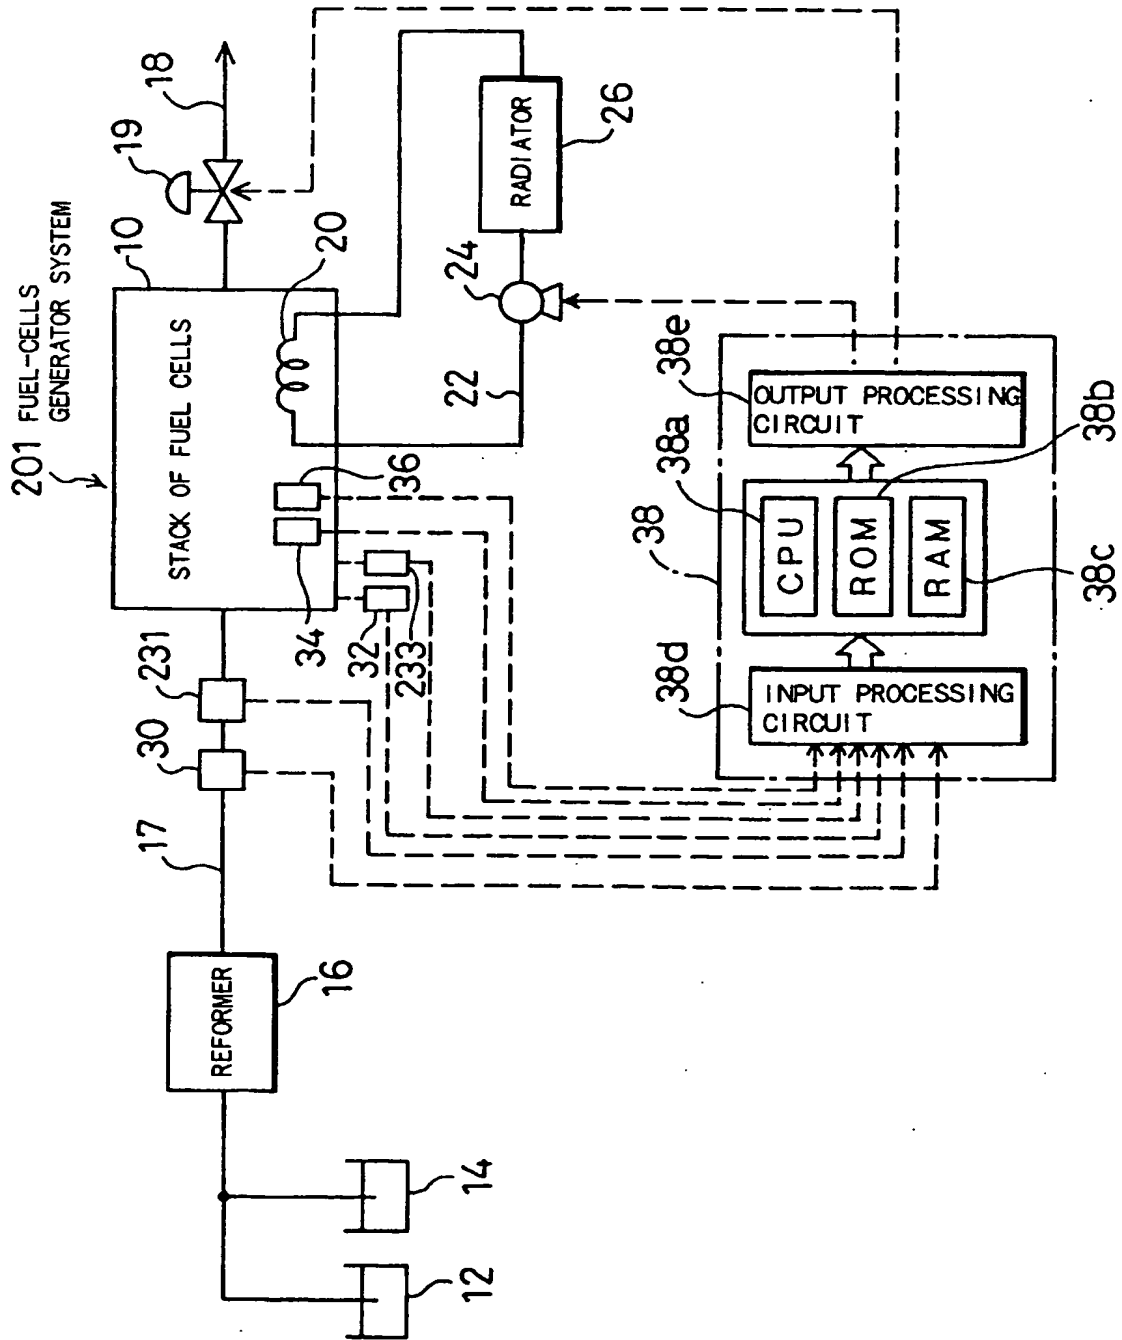 201 FUEL-CELLS
GENERATOR SYSTEM
12
14
REFORMER
16
17
30
231
STACK OF FUEL CELLS
10
19
18
20
34
36
32
233
22
24
RADIATOR
26
38
38d
INPUT PROCESSING
CIRCUIT
38a
CPU
ROM
RAM
38b
38c
38e
OUTPUT PROCESSING
CIRCUIT